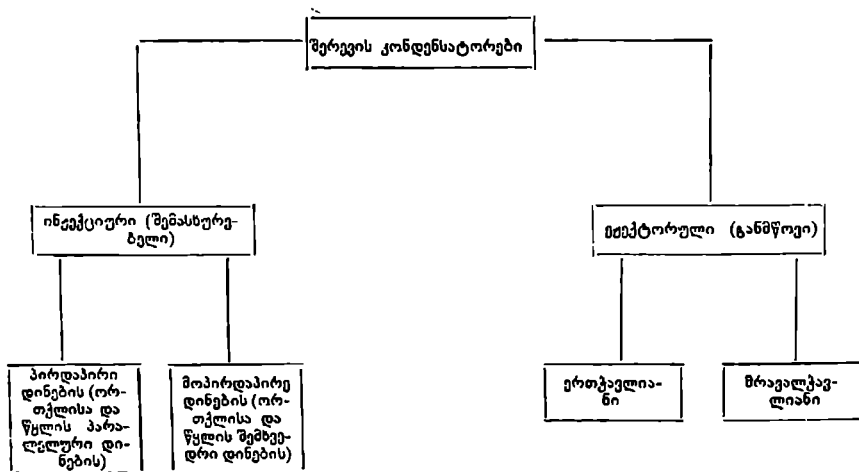 შერევის კონდენსატორები
ინჟექციური (შემასხურე-
ბელი)
ეჟექტორული (განმწოვი)
პირდაპირი
დინების (ორ-
თქლისა და
წყლის პარა-
ლელური დი-
ნების)
მოპირდაპირე
დინების (ორ-
თქლისა და
წყლის შემხვე-
დრი დინების)
ერთჭავლია-
ნი
მრავალჭავ-
ლიანი